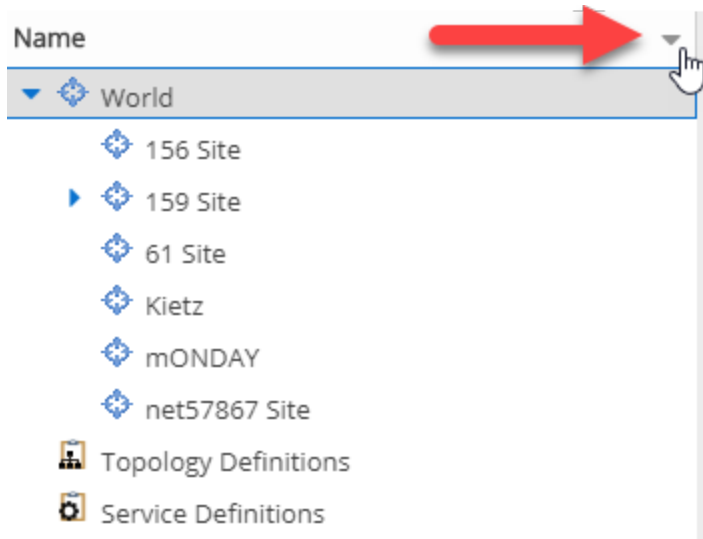 Name
World
156 Site
159 Site
61 Site
Kietz
mONDAY
net57867 Site
Topology Definitions
Service Definitions